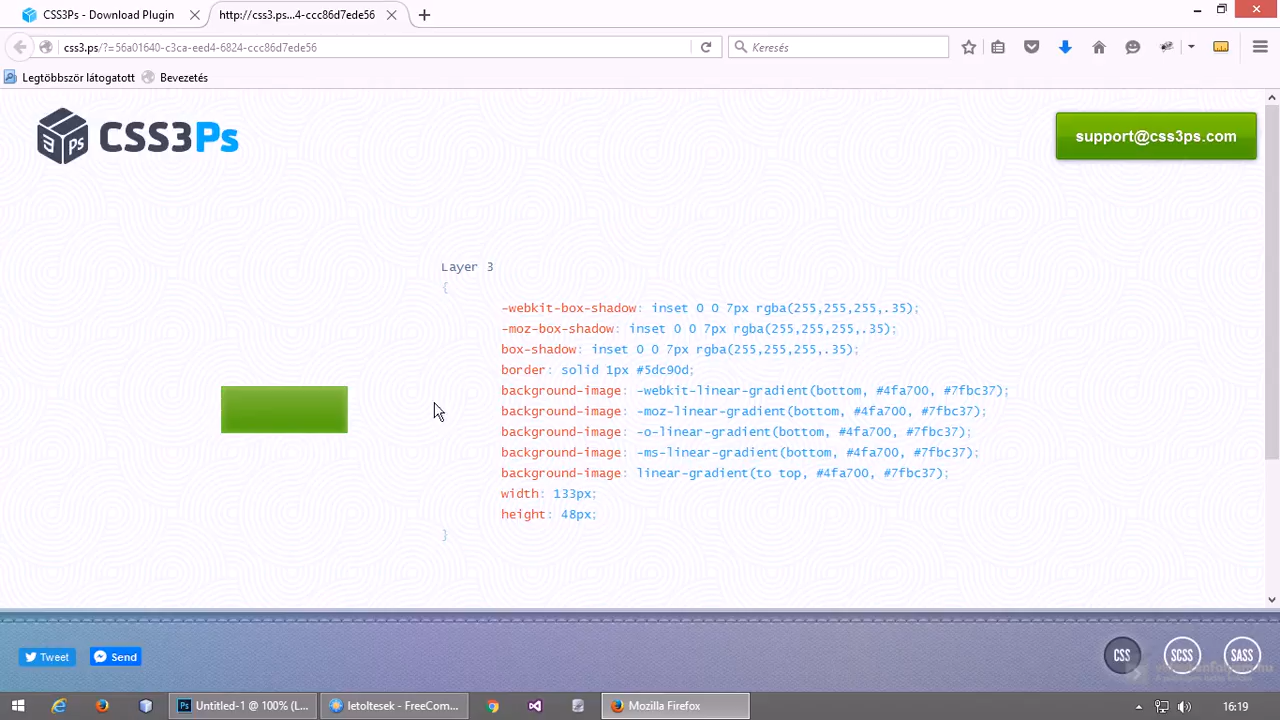 CSS3Ps - Download Plugin
http://css3.ps...4-ccc86d7ede56
css3.ps/?=56a01640-c3ca-eed4-6824-ccc86d7ede56
Keresés
Legtöbbször látogatott
Bevezetés
CSS3Ps
support@css3ps.com
Layer 3
{
-webkit-box-shadow: inset 0 0 7px rgba(255,255,255,.35);
-moz-box-shadow: inset 0 0 7px rgba(255,255,255,.35);
box-shadow: inset 0 0 7px rgba(255,255,255,.35);
border: solid 1px #5dc90d;
background-image: -webkit-linear-gradient(bottom, #4fa700, #7fbc37);
background-image: -moz-linear-gradient(bottom, #4fa700, #7fbc37);
background-image: -o-linear-gradient(bottom, #4fa700, #7fbc37);
background-image: -ms-linear-gradient(bottom, #4fa700, #7fbc37);
background-image: linear-gradient(to top, #4fa700, #7fbc37);
width: 133px;
height: 48px;
}
Tweet
Send
CSS
SCSS
SASS
Untitled-1 @ 100% (L...
letoltesek - FreeCom...
Mozilla Firefox
16:19